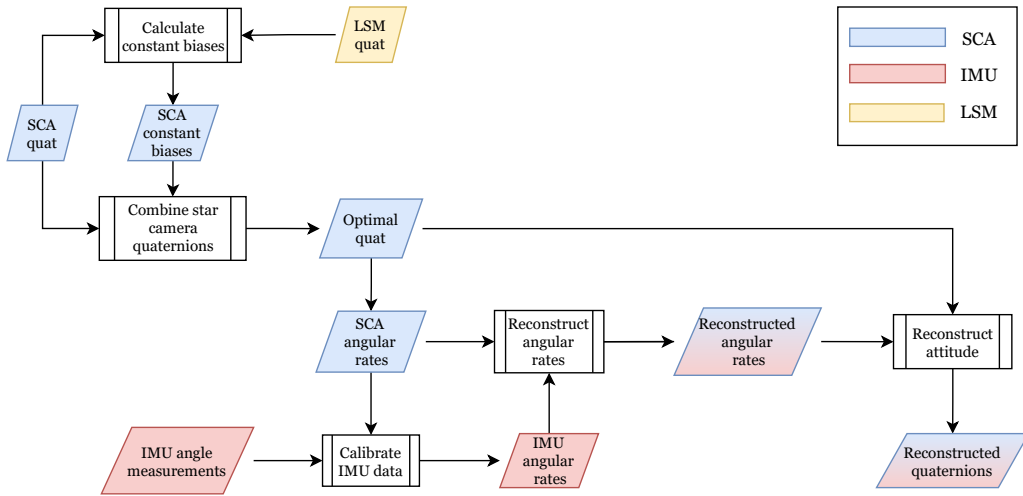 Calculate
constant biases
LSM
quat
SCA
IMU
LSM
SCA
quat
SCA
constant
biases
Combine star
camera
quaternions
Optimal
quat
SCA
angular
rates
Reconstruct
angular
rates
Reconstructed
angular
rates
Reconstruct
attitude
IMU angle
measurements
Calibrate
IMU data
IMU
angular
rates
Reconstructed
quaternions